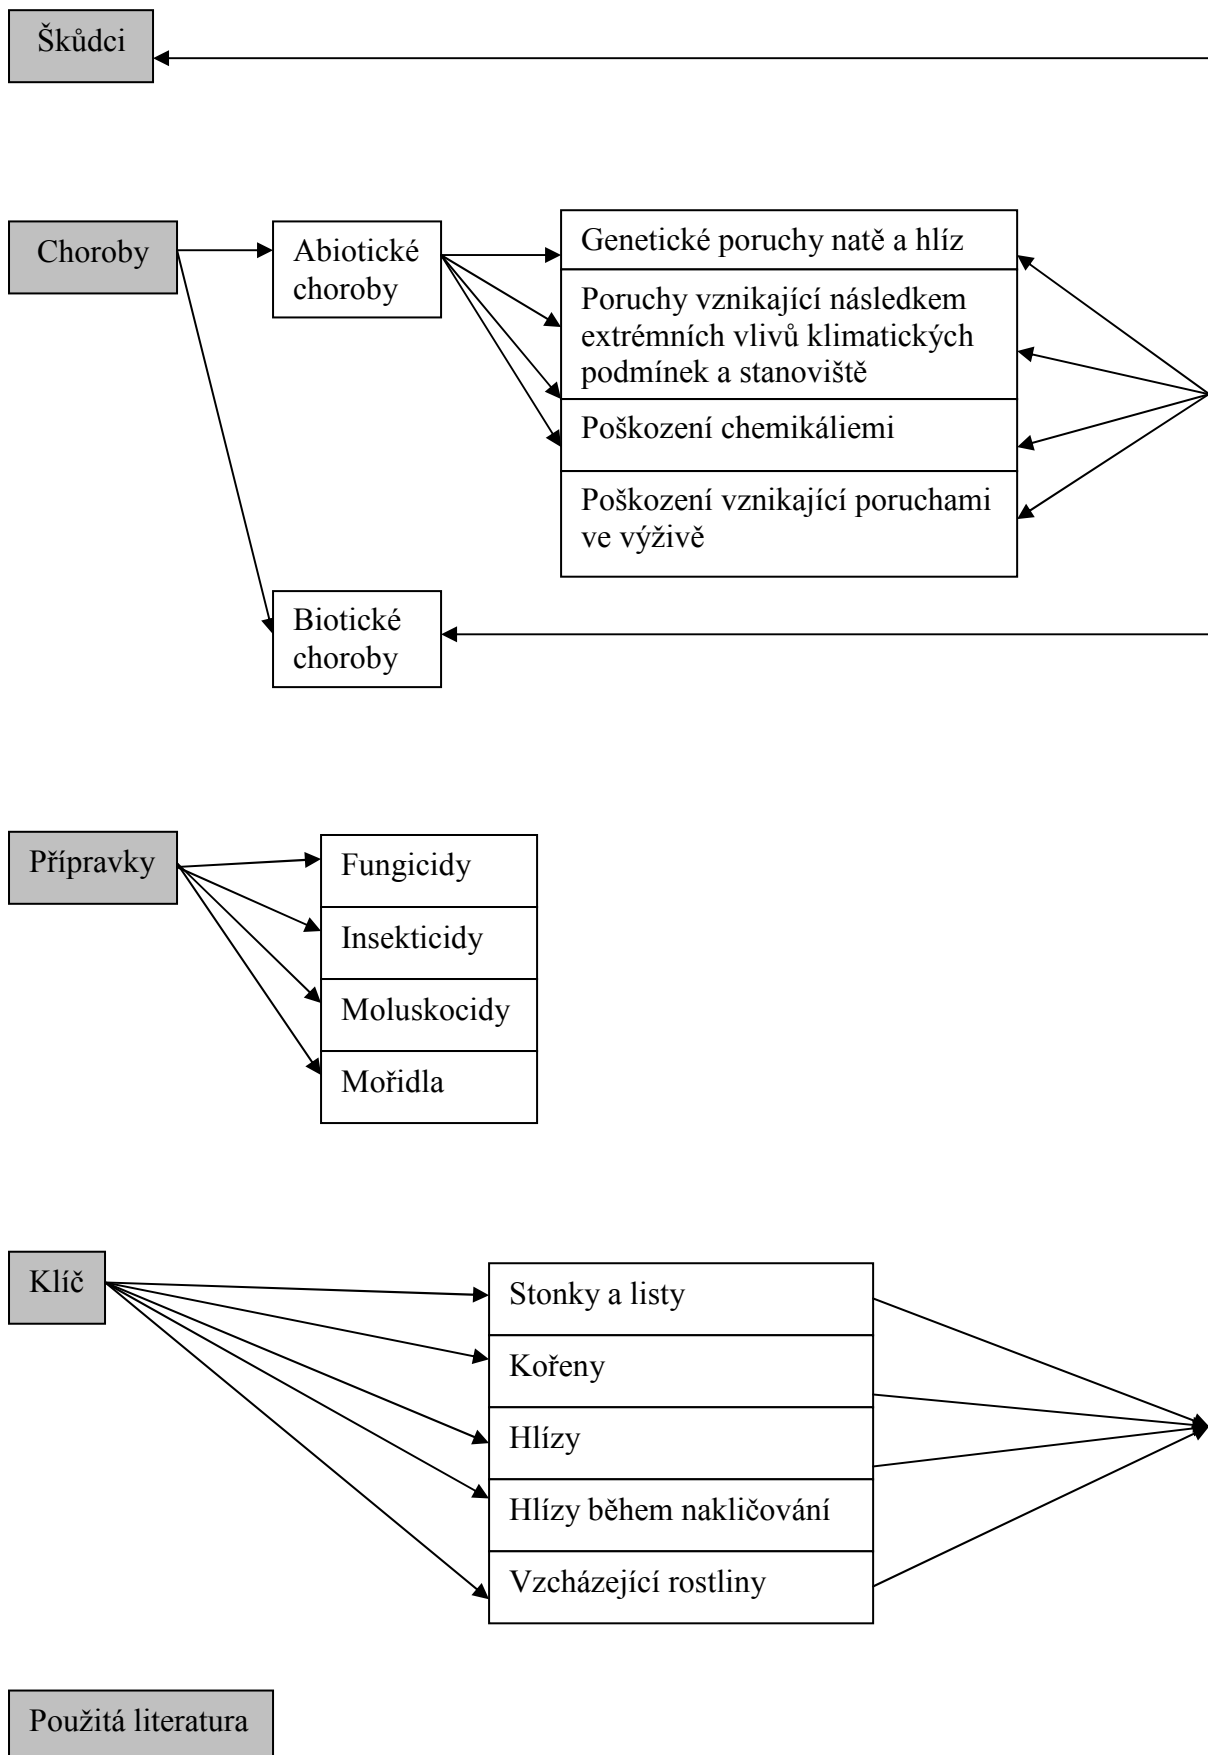 Škůdci
Choroby
Abiotické
choroby
Genetické poruchy natě a hlíz
Poruchy vznikající následkem
extrémních vlivů klimatických
podmínek a stanoviště
Poškození chemikáliemi
Poškození vznikající poruchami
ve výživě
Biotické
choroby
Přípravky
Fungicidy
Insekticidy
Moluskocidy
Mořidla
Klíč
Stonky a listy
Kořeny
Hlízy
Hlízy během nakličování
Vzcházející rostliny
Použitá literatura